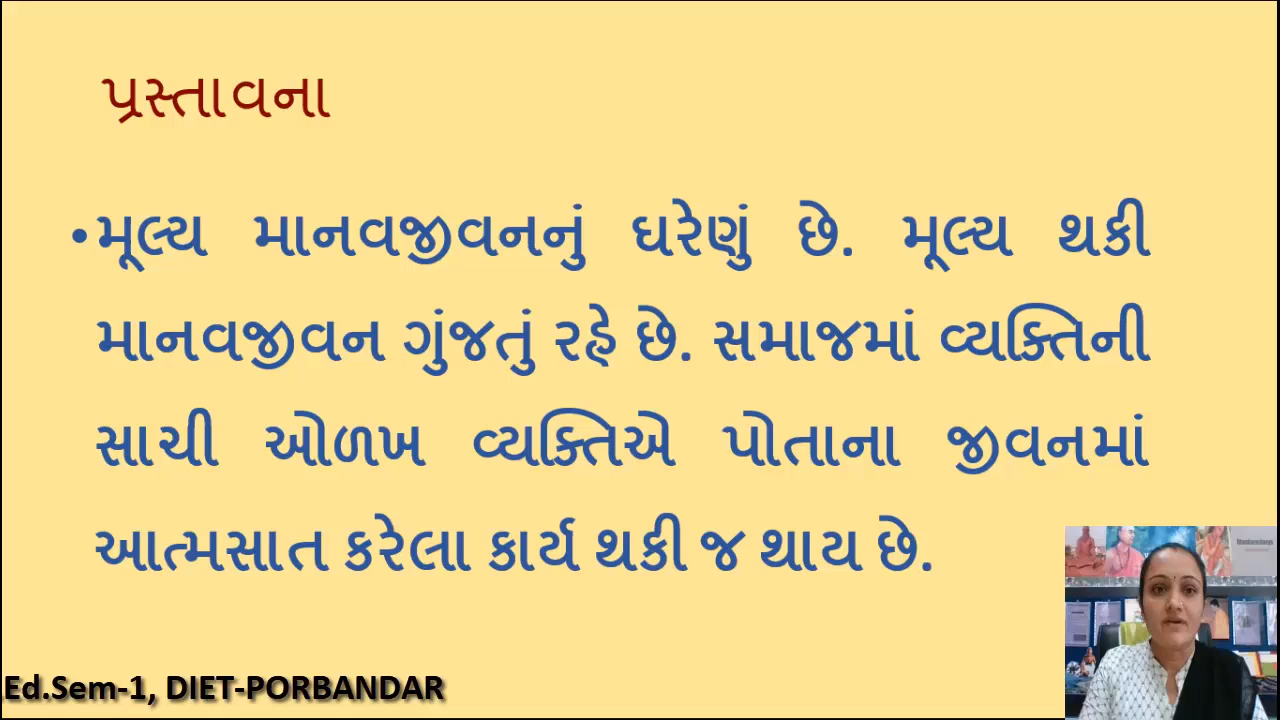 પ્રસ્તાવના
•મૂલ્ય માનવજીવનનું ઘરેણું છે. મૂલ્ય થકી
માનવજીવન ગુંજતું રહે છે. સમાજમાં વ્યક્તિની
સાચી ઓળખ વ્યક્તિએ પોતાના જીવનમાં
આત્મસાત કરેલા કાર્ય થકી જ થાય છે.
Ed.Sem-1, DIET-PORBANDAR